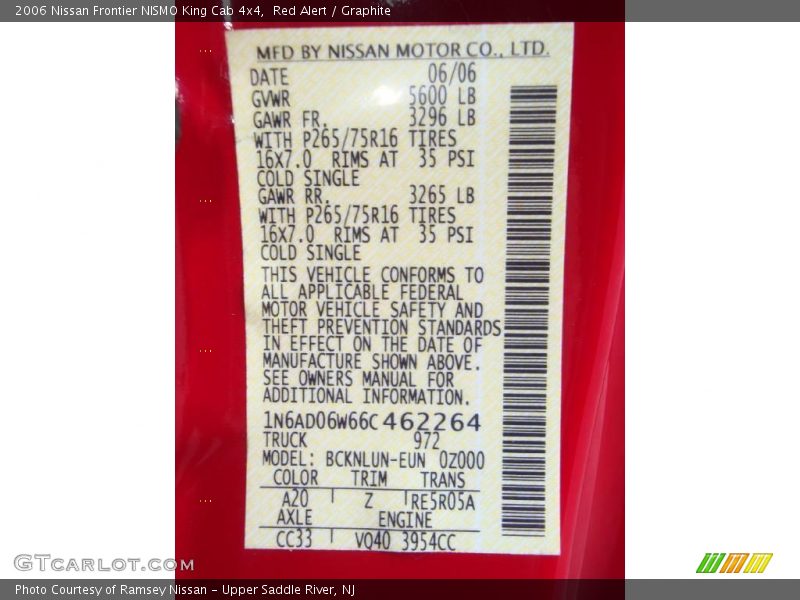 2006 Nissan Frontier NISMO King Cab 4x4, Red Alert / Graphite
MFD BY NISSAN MOTOR CO., LTD.
DATE 06/06
GVWR 5600 LB
GAWR FR. 3296 LB
WITH P265/75R16 TIRES
16X7.0 RIMS AT 35 PSI
COLD SINGLE
GAWR RR. 3265 LB
WITH P265/75R16 TIRES
16X7.0 RIMS AT 35 PSI
COLD SINGLE
THIS VEHICLE CONFORMS TO
ALL APPLICABLE FEDERAL
MOTOR VEHICLE SAFETY AND
THEFT PREVENTION STANDARDS
IN EFFECT ON THE DATE OF
MANUFACTURE SHOWN ABOVE.
SEE OWNERS MANUAL FOR
ADDITIONAL INFORMATION.
1N6AD06W66C462264
TRUCK 972
MODEL: BCKNLUN-EUN 0Z000
COLOR TRIM TRANS
A20 Z RE5R05A
AXLE ENGINE
CC33 VQ40 3954CC
GTCARLOT.COM
Photo Courtesy of Ramsey Nissan - Upper Saddle River, NJ